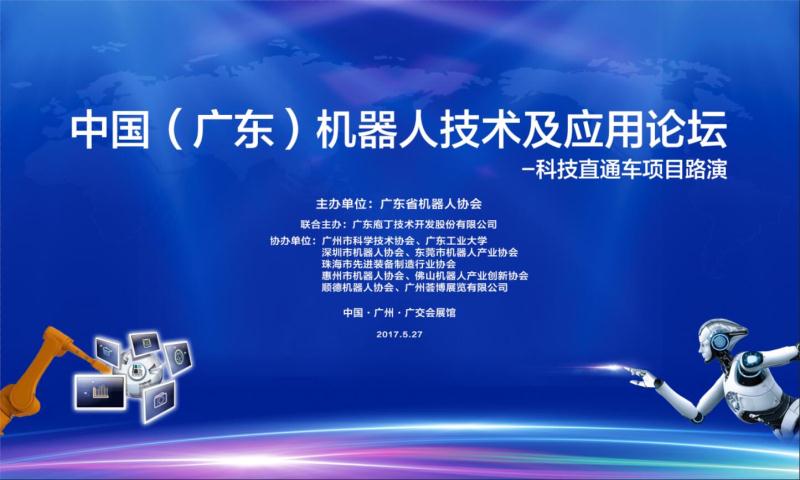 中国（广东）机器人技术及应用论坛
-科技直通车项目路演
主办单位：广东省机器人协会
联合主办：广东庖丁技术开发股份有限公司
协办单位：广州市科学技术协会、广东工业大学
深圳市机器人协会、东莞市机器人产业协会
珠海市先进装备制造行业协会
惠州市机器人协会、佛山机器人产业创新协会
顺德机器人协会、广州荟博展览有限公司
中国·广州·广交会展馆
2017.5.27